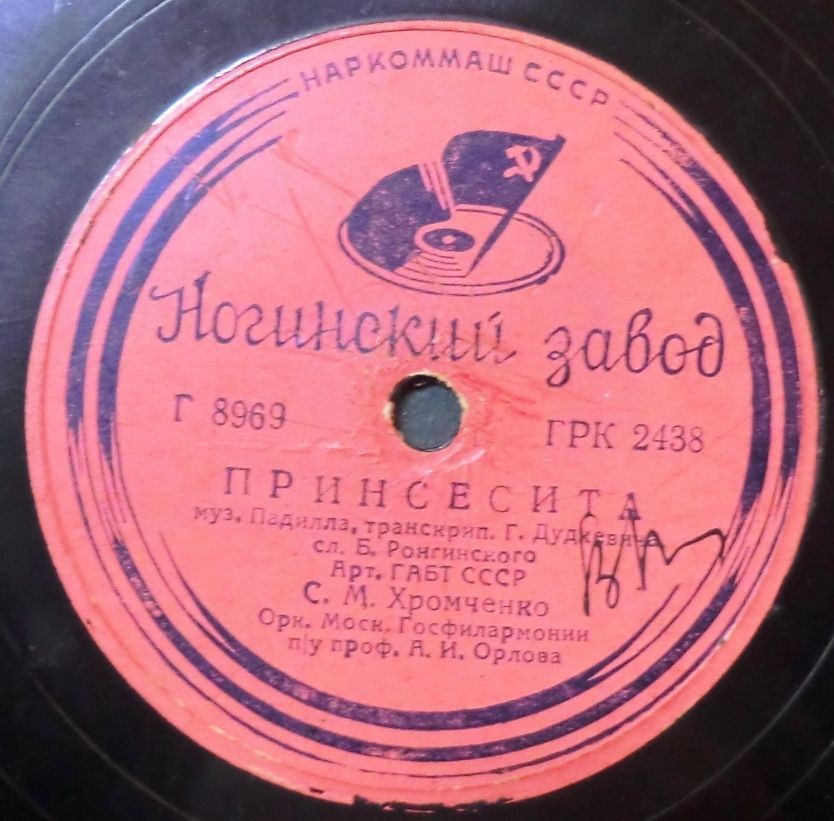 НАРКОММАШ СССР
Ногинский завод
Г 8969
ГРК 2438
ПРИНСЕСИТА
муз. Падилла, транскрип. Г. Дудкевича
сл. Б. Ронгинского
Арт. ГАБТ СССР
С. М. Хромченко
Орк. Моск. Госфилармонии
п/у проф. А. И. Орлова